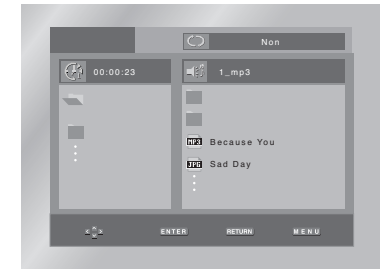 Non
00:00:23 1_mp3
MP3 Because You
JPG Sad Day
ENTER RETURN MENU